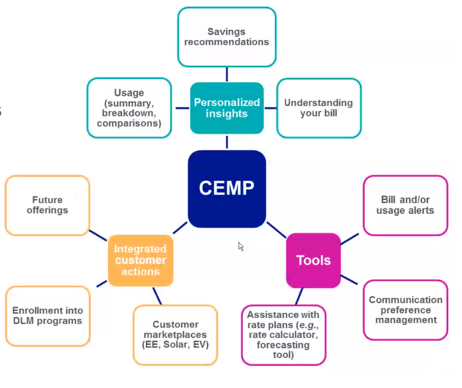 Savings
recommendations
Usage
(summary,
breakdown,
comparisons)
Personalized
insights
Understanding
your bill
CEMP
Future
offerings
Bill and/or
usage alerts
Integrated
customer
actions
Tools
Enrollment into
DLM programs
Customer
marketplaces
(EE, Solar, EV)
Assistance with
rate plans (e.g.,
rate calculator,
forecasting
tool)
Communication
preference
management